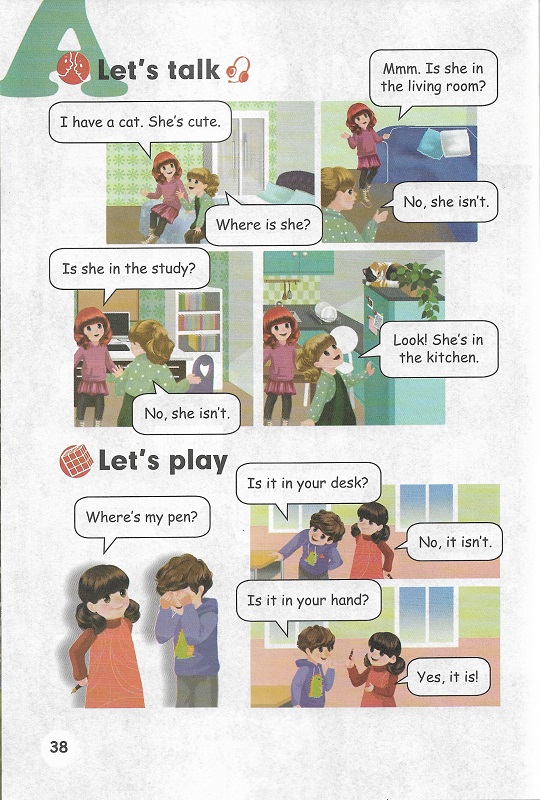 A
Let's talk
I have a cat. She's cute.
Where is she?
Mmm. Is she in
the living room?
No, she isn't.
Is she in the study?
No, she isn't.
Look! She's in
the kitchen.
Let's play
Where's my pen?
Is it in your desk?
No, it isn't.
Is it in your hand?
Yes, it is!
38